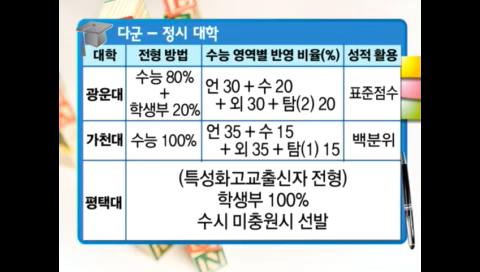 다군 – 정시 대학
대학 전형 방법 수능 영역별 반영 비율(%) 성적 활용
광운대 수능 80% + 학생부 20% 언 30 + 수 20 + 외 30 + 탐(2) 20 표준점수
가천대 수능 100% 언 35 + 수 15 + 외 35 + 탐(1) 15 백분위
평택대 (특성화고교출신자 전형)
학생부 100%
수시 미충원시 선발